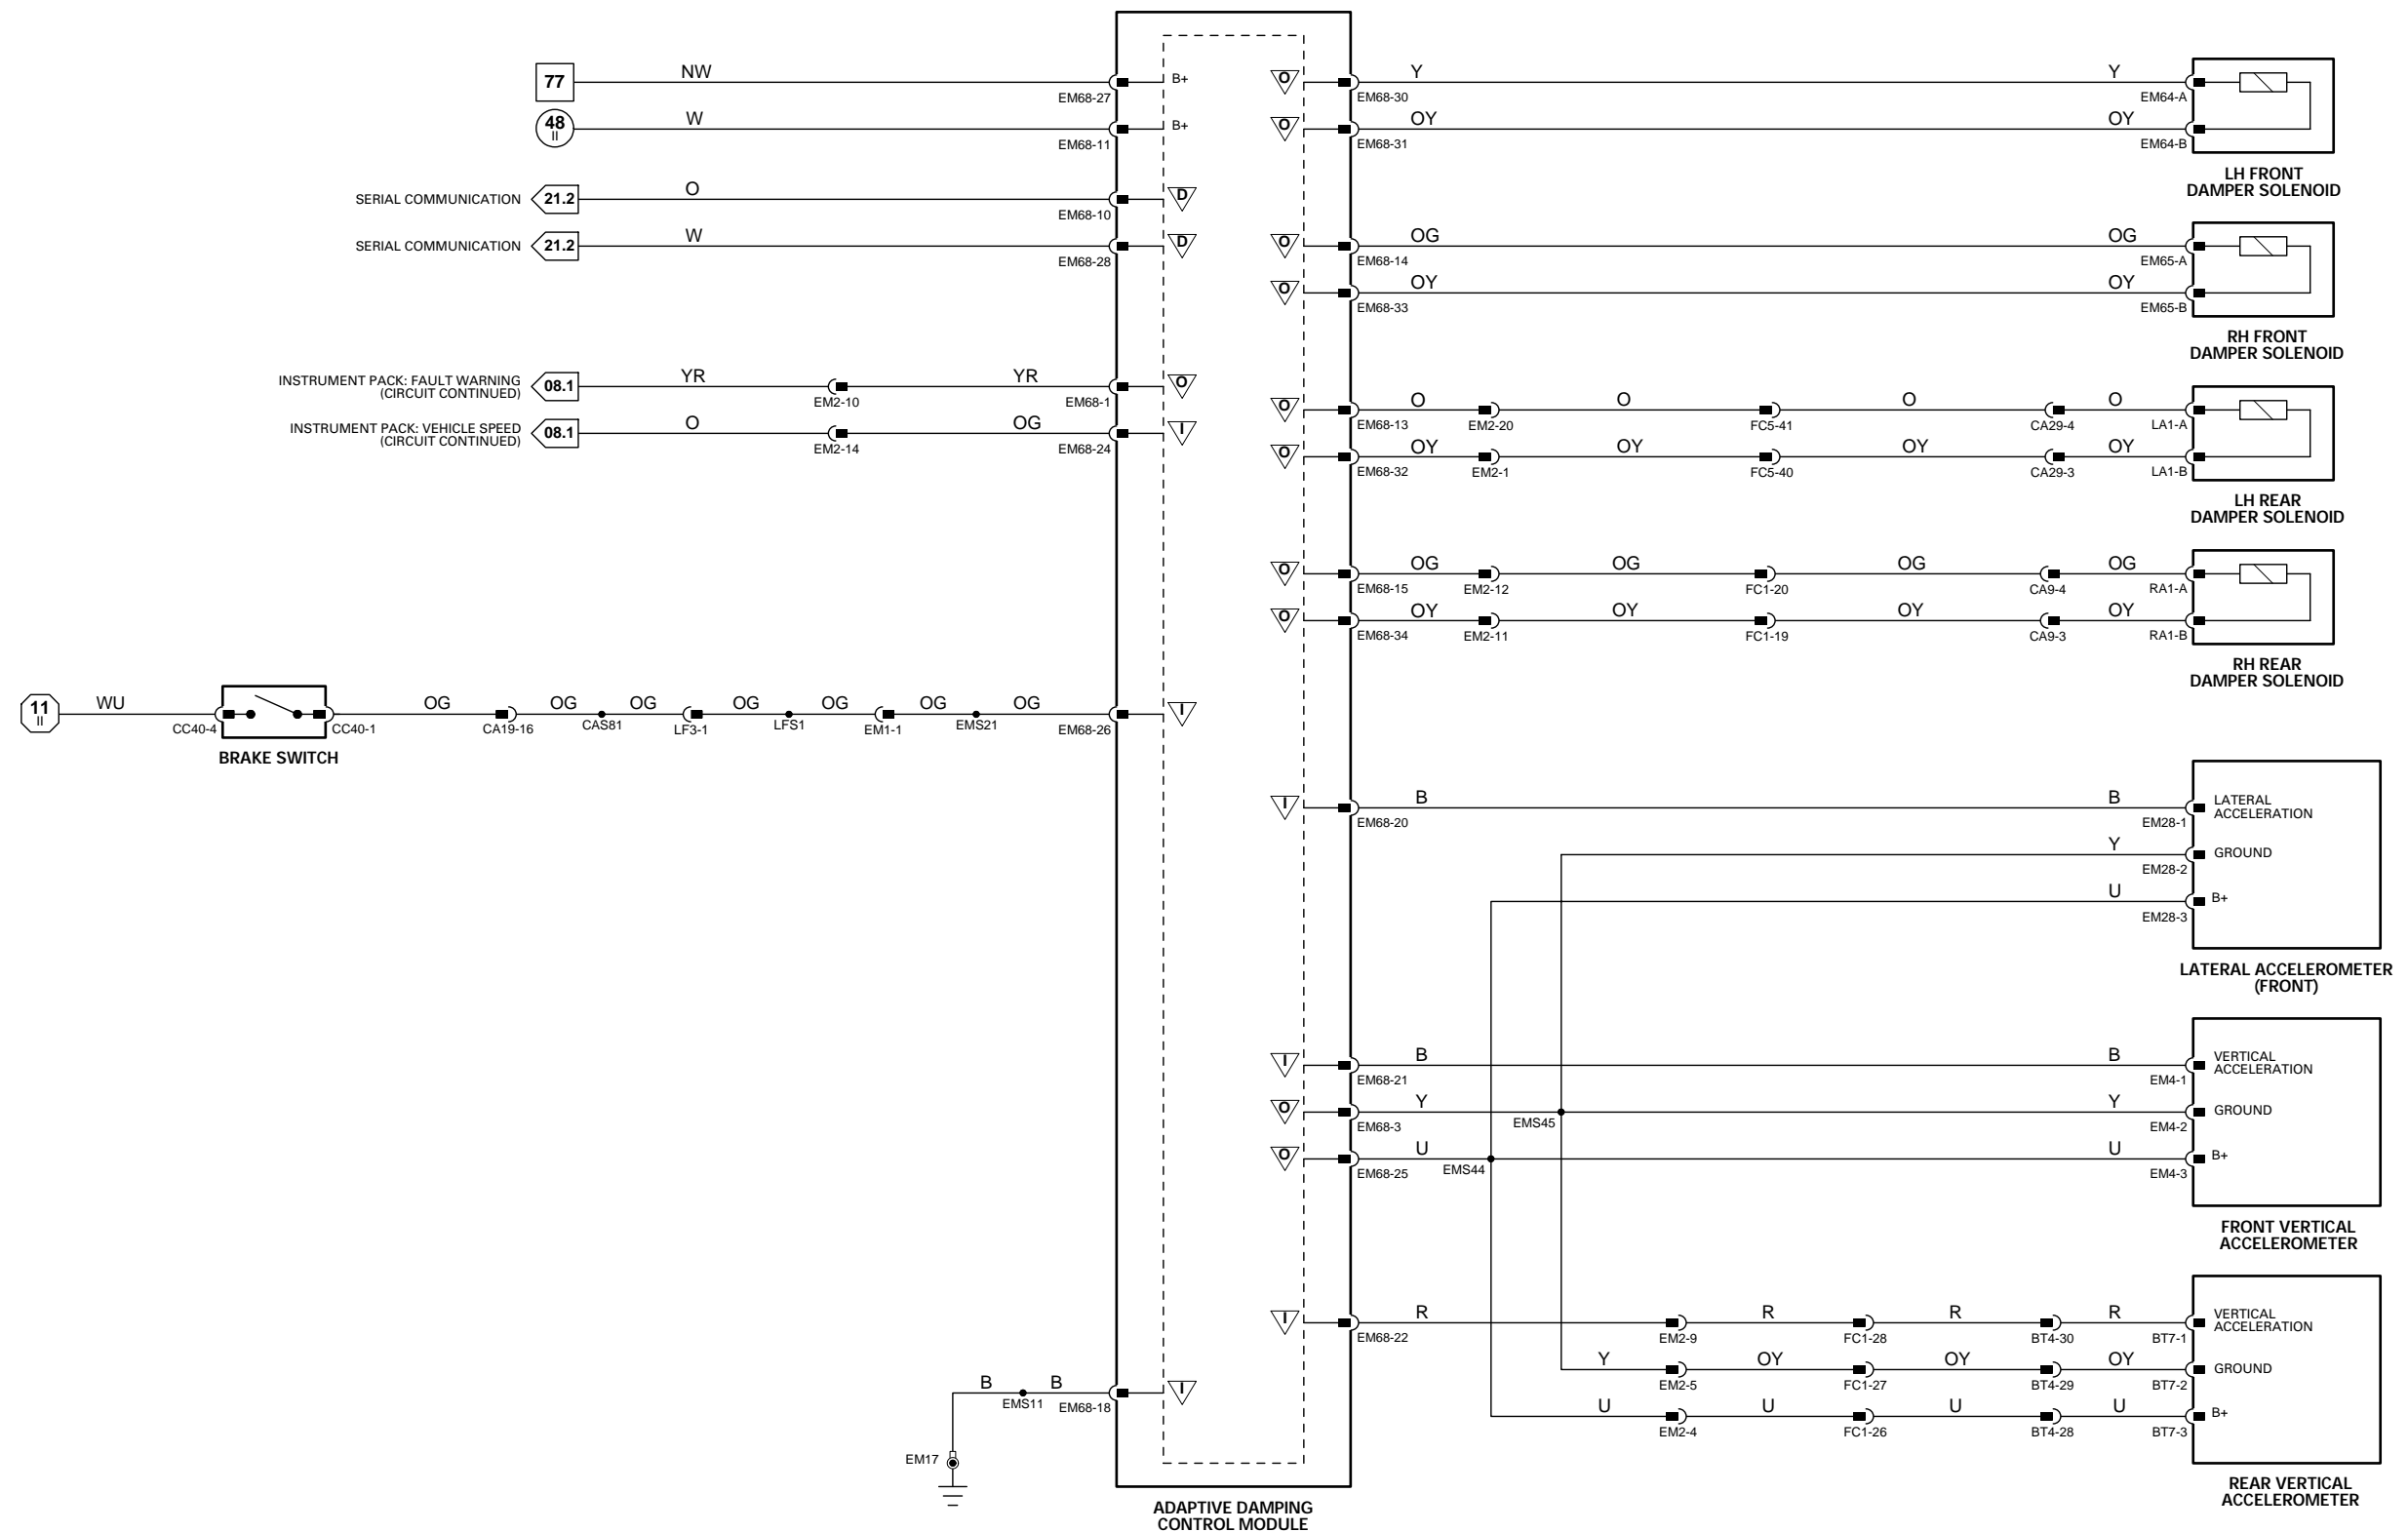 77
NW
EM68-27
B+
48
II
W
EM68-11
B+
SERIAL COMMUNICATION
21.2
O
EM68-10
D
SERIAL COMMUNICATION
21.2
W
EM68-28
D
INSTRUMENT PACK: FAULT WARNING
(CIRCUIT CONTINUED)
08.1
YR
EM2-10
YR
EM68-1
O
INSTRUMENT PACK: VEHICLE SPEED
(CIRCUIT CONTINUED)
08.1
O
EM2-14
OG
EM68-24
I
11
II
WU
CC40-4
CC40-1
BRAKE SWITCH
OG
CA19-16
OG
CAS81
OG
LF3-1
OG
LFS1
OG
EM1-1
OG
EMS21
OG
EM68-26
I
B
EMS11
B
EM68-18
I
EM17
ADAPTIVE DAMPING
CONTROL MODULE
O
EM68-30
Y
Y
EM64-A
O
EM68-31
OY
OY
EM64-B
LH FRONT
DAMPER SOLENOID
O
EM68-14
OG
OG
EM65-A
O
EM68-33
OY
OY
EM65-B
RH FRONT
DAMPER SOLENOID
O
EM68-13
O
EM2-20
O
FC5-41
O
CA29-4
O
LA1-A
O
EM68-32
OY
EM2-1
OY
FC5-40
OY
CA29-3
OY
LA1-B
LH REAR
DAMPER SOLENOID
O
EM68-15
OG
EM2-12
OG
FC1-20
OG
CA9-4
OG
RA1-A
O
EM68-34
OY
EM2-11
OY
FC1-19
OY
CA9-3
OY
RA1-B
RH REAR
DAMPER SOLENOID
I
EM68-20
B
B
EM28-1
LATERAL
ACCELERATION
Y
EM28-2
GROUND
U
EM28-3
B+
LATERAL ACCELEROMETER
(FRONT)
I
EM68-21
B
B
EM4-1
VERTICAL
ACCELERATION
O
EM68-3
Y
EMS45
Y
EM4-2
GROUND
O
EM68-25
U
EMS44
U
EM4-3
B+
FRONT VERTICAL
ACCELEROMETER
I
EM68-22
R
EM2-9
R
FC1-28
R
BT4-30
R
BT7-1
VERTICAL
ACCELERATION
Y
EM2-5
OY
FC1-27
OY
BT4-29
OY
BT7-2
GROUND
U
EM2-4
U
FC1-26
U
BT4-28
U
BT7-3
B+
REAR VERTICAL
ACCELEROMETER